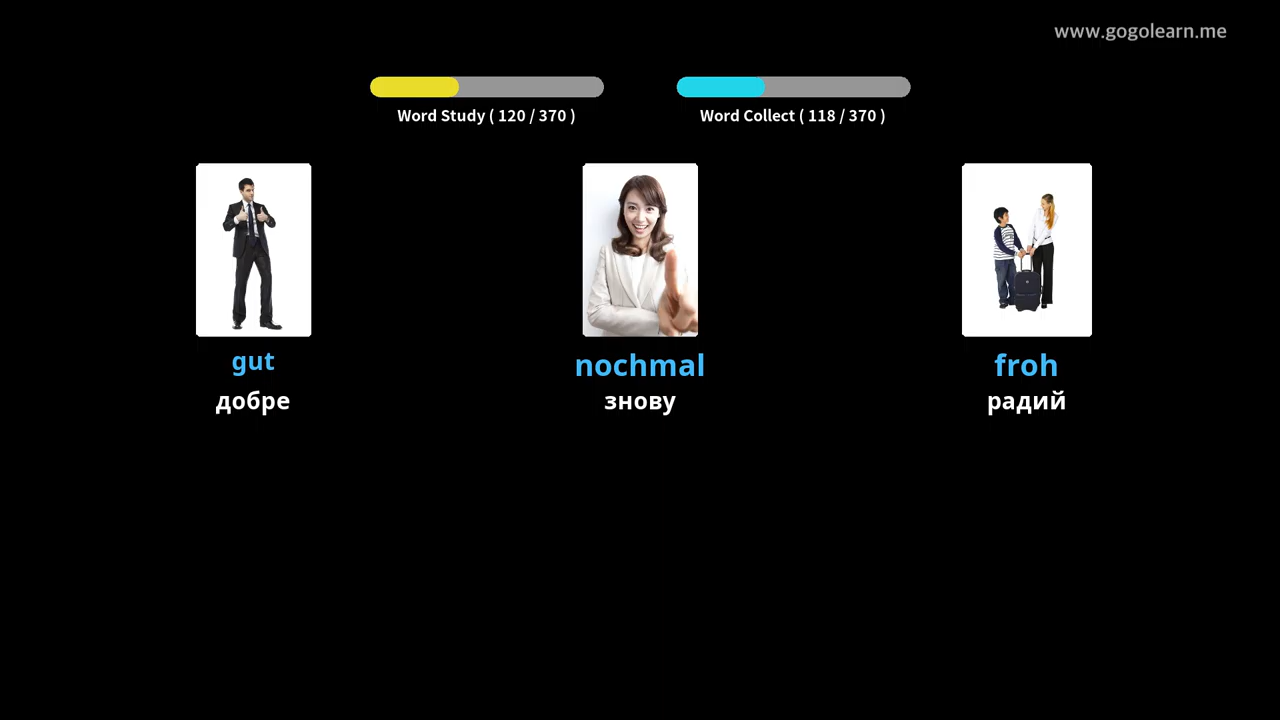 www.gogolearn.me
Word Study ( 120 / 370 )
Word Collect ( 118 / 370 )
gut
nochmal
froh
добре
знову
радий